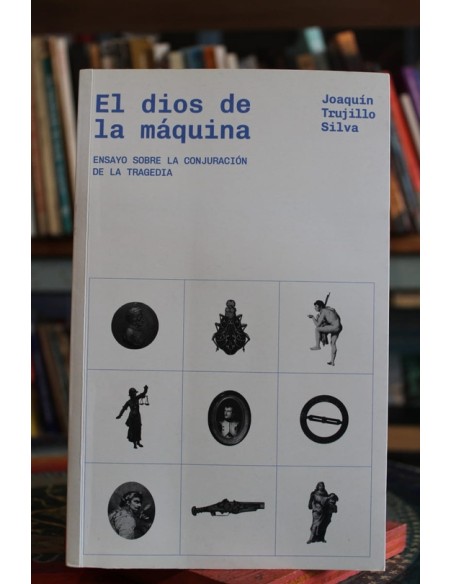 El dios de
la máquina
Joaquín
Trujillo
Silva
ENSAYO SOBRE LA CONJURACIÓN
DE LA TRAGEDIA